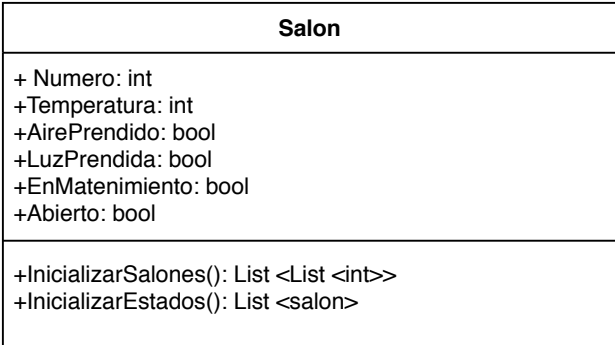 Salon
+ Numero: int
+Temperatura: int
+AirePrendido: bool
+LuzPrendida: bool
+EnMatenimiento: bool
+Abierto: bool
+InicializarSalones(): List <List <int>>
+InicializarEstados(): List <salon>